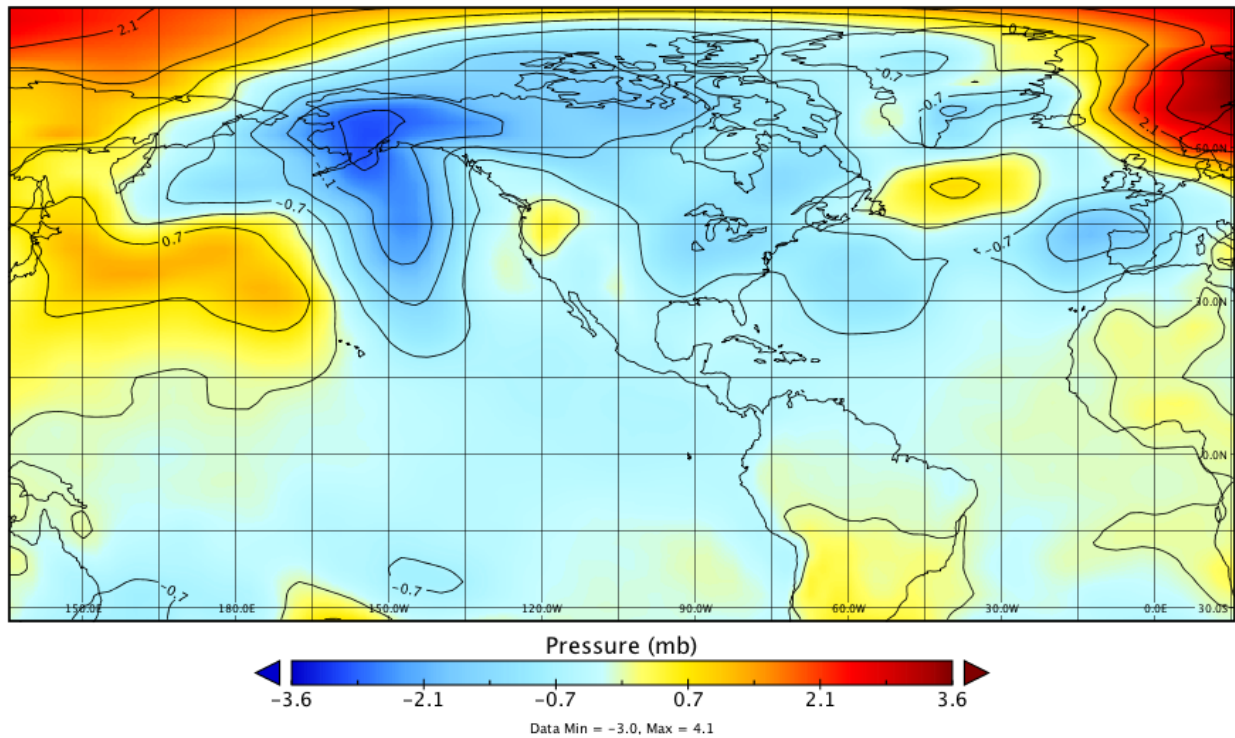 2.1
0.7
-0.7
-0.7
2.1
60.0N
-1.1
-0.7
0.7
-0.7
30.0N
0.0N
-0.7
-0.7
150.0E 180.0E 150.0W 120.0W 90.0W 60.0W 30.0W 0.0E 30.0S
Pressure (mb)
-3.6 -2.1 -0.7 0.7 2.1 3.6
Data Min = -3.0, Max = 4.1